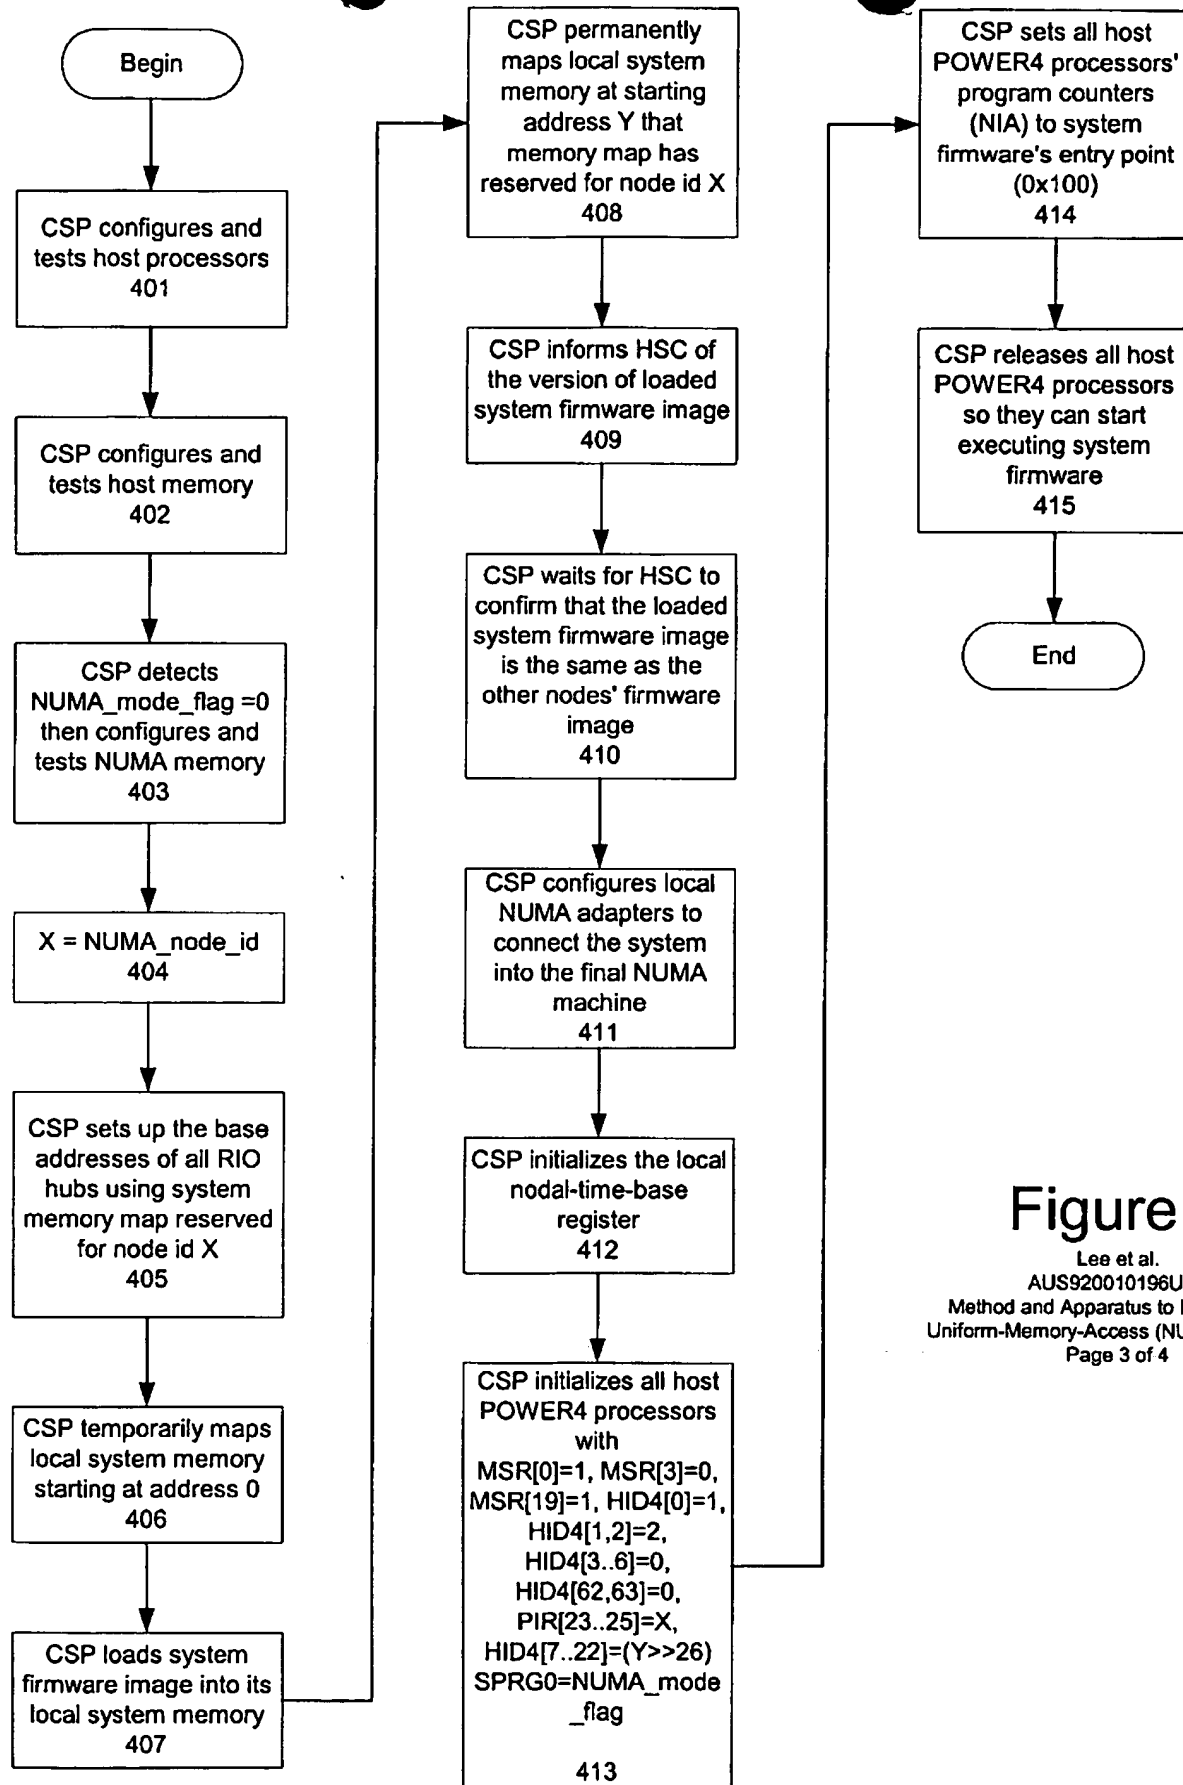 Begin
CSP configures and
tests host processors
401
CSP configures and
tests host memory
402
CSP detects
NUMA_mode_flag =0
then configures and
tests NUMA memory
403
X = NUMA_node_id
404
CSP sets up the base
addresses of all RIO
hubs using system
memory map reserved
for node id X
405
CSP temporarily maps
local system memory
starting at address 0
406
CSP loads system
firmware image into its
local system memory
407
CSP permanently
maps local system
memory at starting
address Y that
memory map has
reserved for node id X
408
CSP informs HSC of
the version of loaded
system firmware image
409
CSP waits for HSC to
confirm that the loaded
system firmware image
is the same as the
other nodes' firmware
image
410
CSP configures local
NUMA adapters to
connect the system
into the final NUMA
machine
411
CSP initializes the local
nodal-time-base
register
412
CSP initializes all host
POWER4 processors
with
MSR[0]=1, MSR[3]=0,
MSR[19]=1, HID4[0]=1,
HID4[1,2]=2,
HID4[3..6]=0,
HID4[62,63]=0,
PIR[23..25]=X,
HID4[7..22]=(Y>>26)
SPRG0=NUMA_mode
_flag
413
CSP sets all host
POWER4 processors'
program counters
(NIA) to system
firmware's entry point
(0x100)
414
CSP releases all host
POWER4 processors
so they can start
executing system
firmware
415
End
Figure
Lee et al.
AUS920010196U
Method and Apparatus to
Uniform-Memory-Access (NU
Page 3 of 4